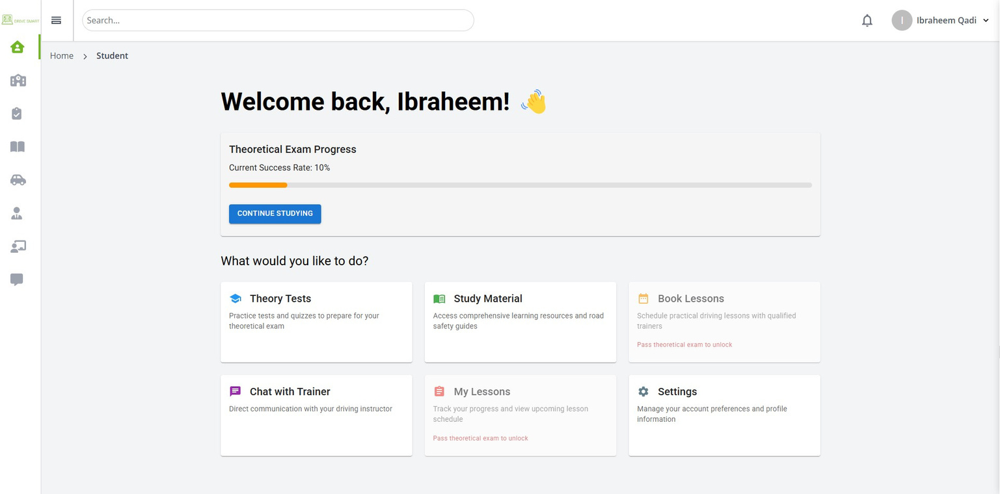 DRIVE SMART
Search...
I
Ibraheem Qadi
Home
Student
Welcome back, Ibraheem!
Theoretical Exam Progress
Current Success Rate: 10%
CONTINUE STUDYING
What would you like to do?
Theory Tests
Practice tests and quizzes to prepare for your
theoretical exam
Study Material
Access comprehensive learning resources and road
safety guides
Book Lessons
Schedule practical driving lessons with qualified
trainers
Pass theoretical exam to unlock
Chat with Trainer
Direct communication with your driving instructor
My Lessons
Track your progress and view upcoming lesson
schedule
Pass theoretical exam to unlock
Settings
Manage your account preferences and profile
information